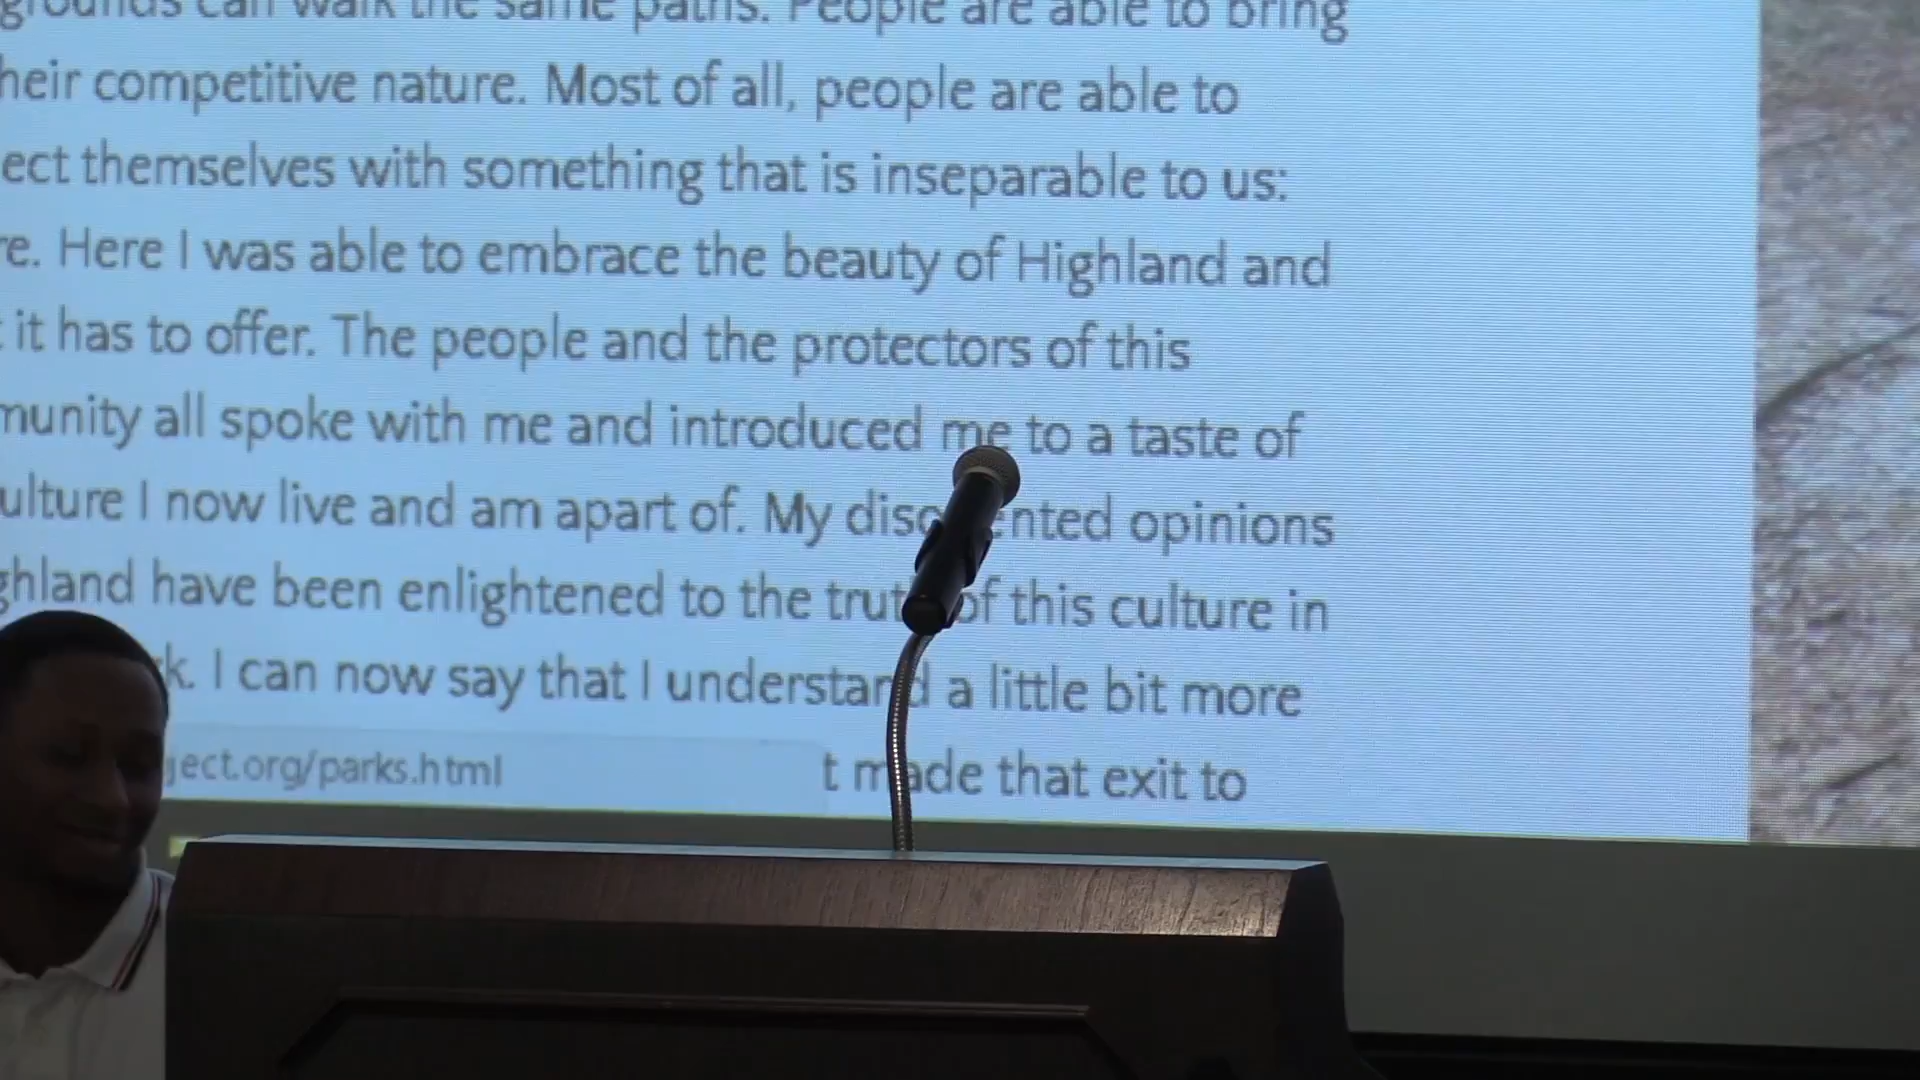 grounds can walk the same paths. People are able to bring
heir competitive nature. Most of all, people are able to
ect themselves with something that is inseparable to us:
re. Here I was able to embrace the beauty of Highland and
it has to offer. The people and the protectors of this
munity all spoke with me and introduced me to a taste of
ulture I now live and am apart of. My diso ented opinions
ghland have been enlightened to the trut of this culture in
k. I can now say that I understand a little bit more
ject.org/parks.html t made that exit to